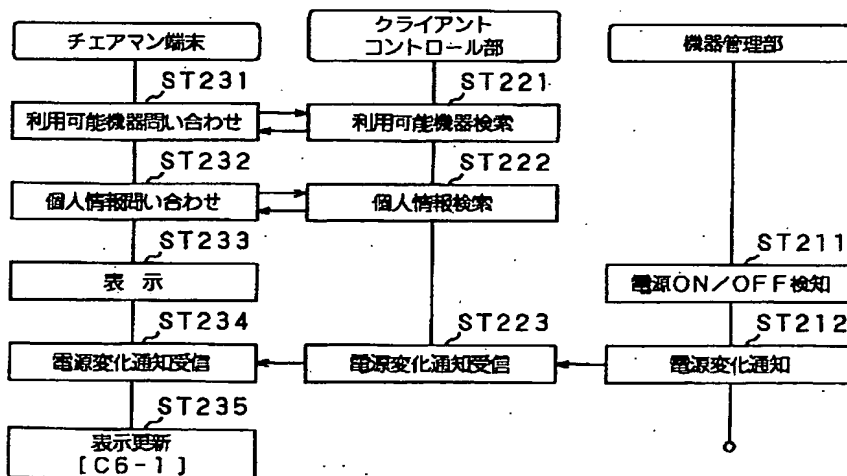 チェアマン端末
クライアント
コントロール部
機器管理部
ST231
ST221
利用可能機器問い合わせ
利用可能機器検索
ST232
ST222
個人情報問い合わせ
個人情報検索
ST233
ST211
表 示
電源ON/OFF検知
ST234
ST223
ST212
電源変化通知受信
電源変化通知受信
電源変化通知
ST235
表示更新
[C6-1]